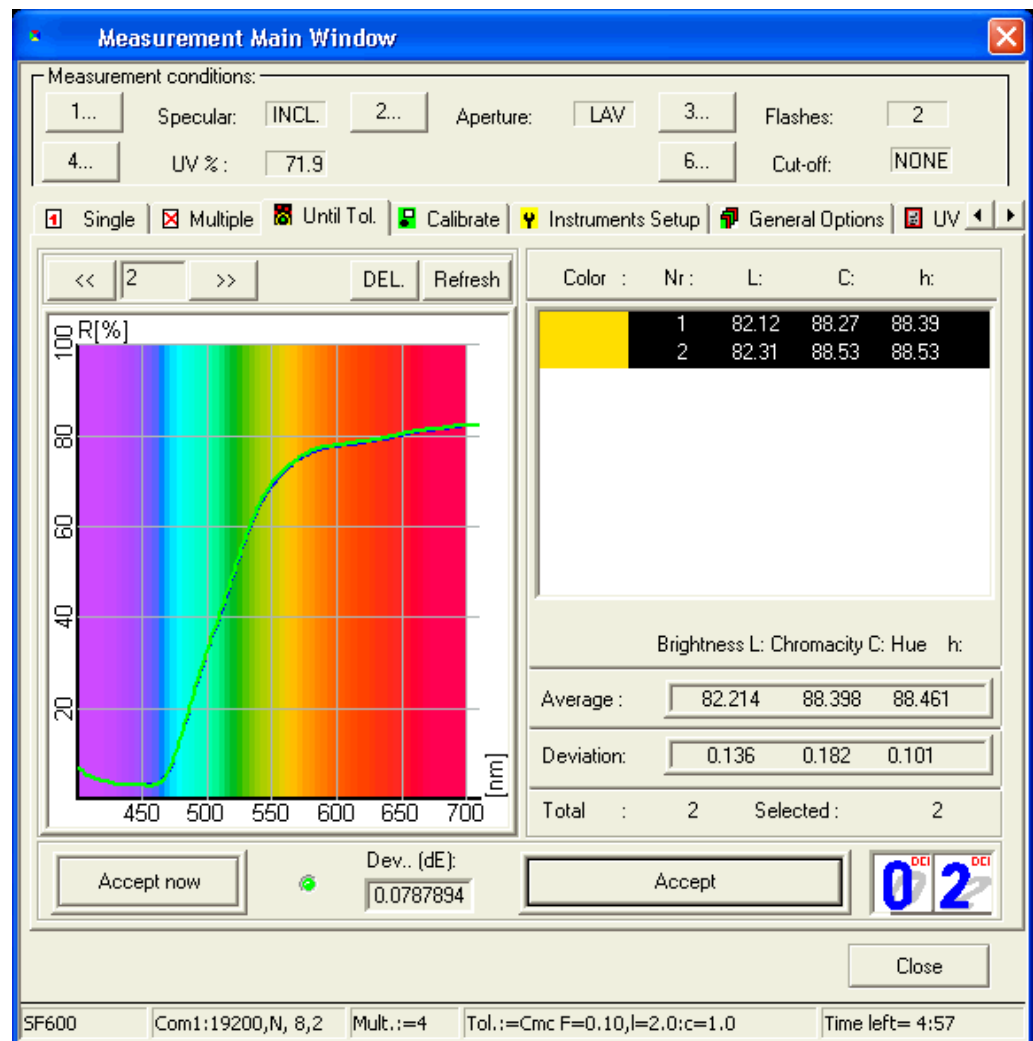 Measurement Main Window
Measurement conditions:
1... Specular: INCL. 2... Aperture: LAV 3... Flashes: 2
4... UV % : 71.9 6... Cut-off: NONE
1 Single Multiple Until Tol. Calibrate Instruments Setup General Options UV
<< 2 >> DEL. Refresh
Color : Nr : L: C: h:
1 82.12 88.27 88.39
2 82.31 88.53 88.53
R[%]
100
80
60
40
20
450 500 550 600 650 700 [nm]
Brightness L: Chromacity C: Hue h:
Average : 82.214 88.398 88.461
Deviation: 0.136 0.182 0.101
Total : 2 Selected : 2
Accept now Dev.. (dE): 0.0787894 Accept 0 DCI 2 DCI
Close
SF600 Com1:19200,N, 8,2 Mult.:=4 Tol.:=Cmc F=0.10,l=2.0:c=1.0 Time left= 4:57